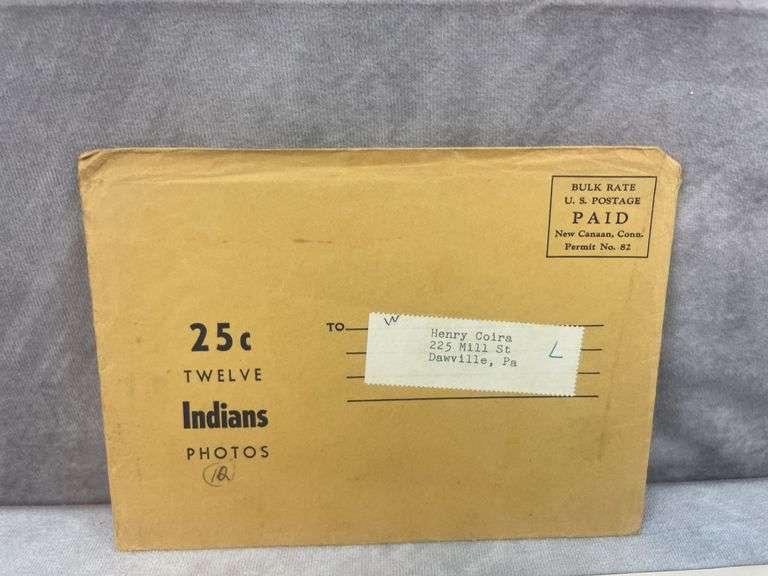 BULK RATE
U. S. POSTAGE
PAID
New Canaan, Conn.
Permit No. 82
25c
TWELVE
Indians
PHOTOS
12
TO
W
Henry Coira
225 Mill St
Dawville, Pa
L